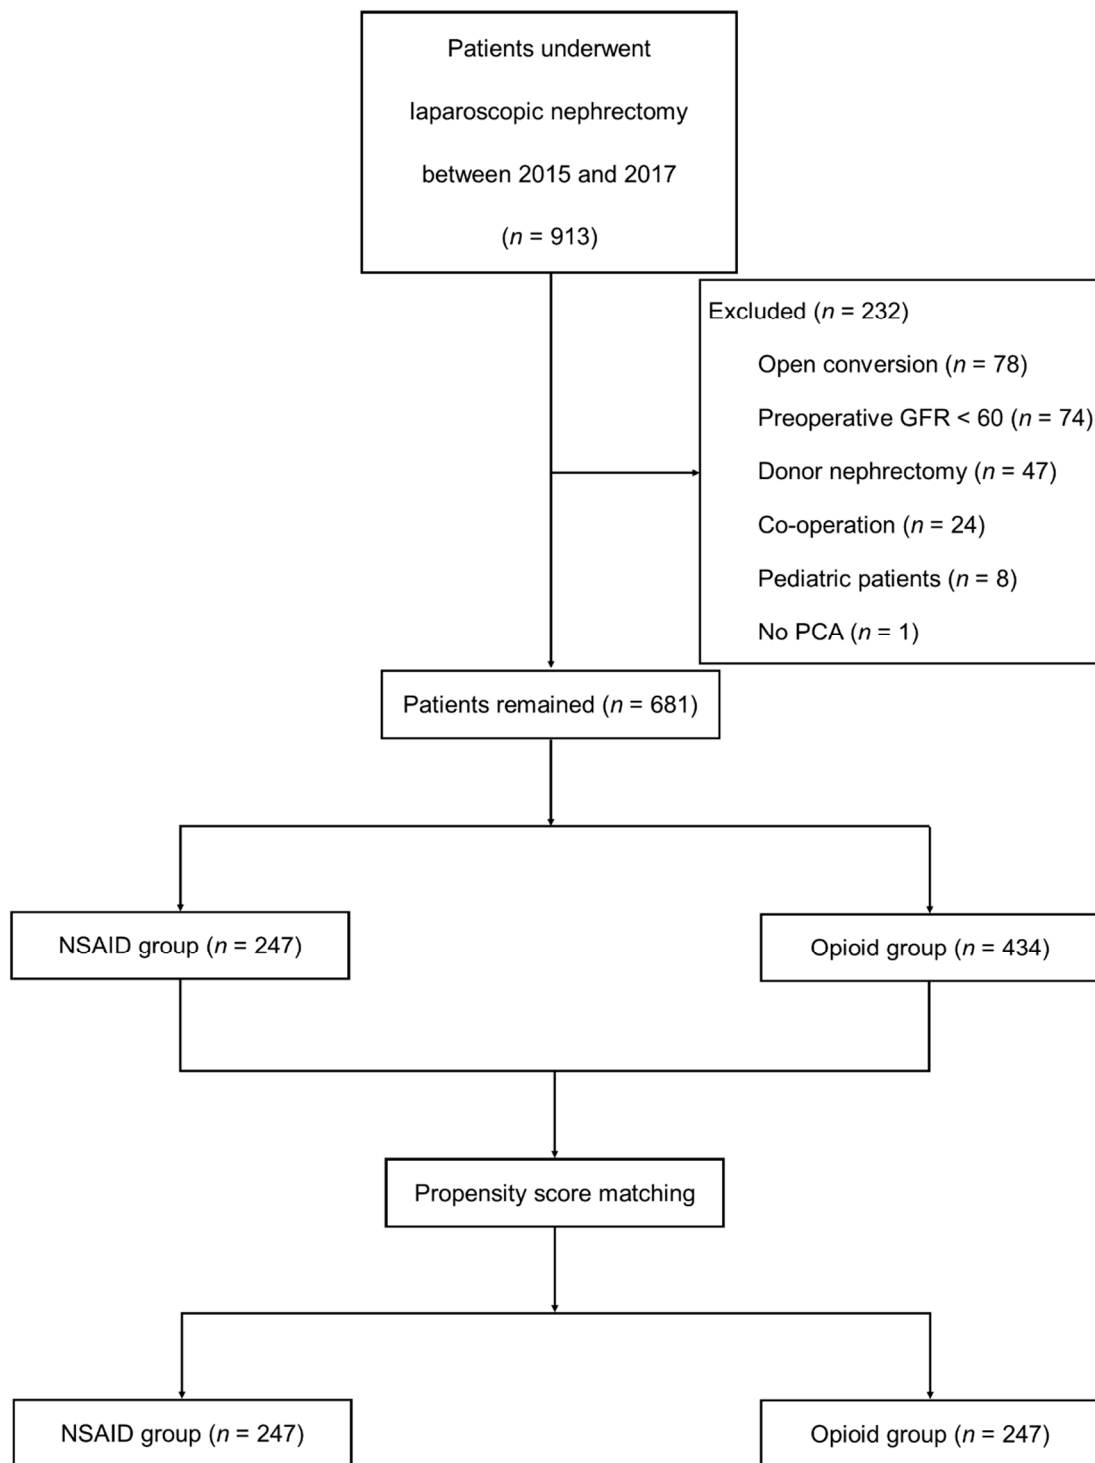 Patients underwent
laparoscopic nephrectomy
between 2015 and 2017
(n = 913)
Excluded (n = 232)
Open conversion (n = 78)
Preoperative GFR < 60 (n = 74)
Donor nephrectomy (n = 47)
Co-operation (n = 24)
Pediatric patients (n = 8)
No PCA (n = 1)
Patients remained (n = 681)
NSAID group (n = 247)
Opioid group (n = 434)
Propensity score matching
NSAID group (n = 247)
Opioid group (n = 247)